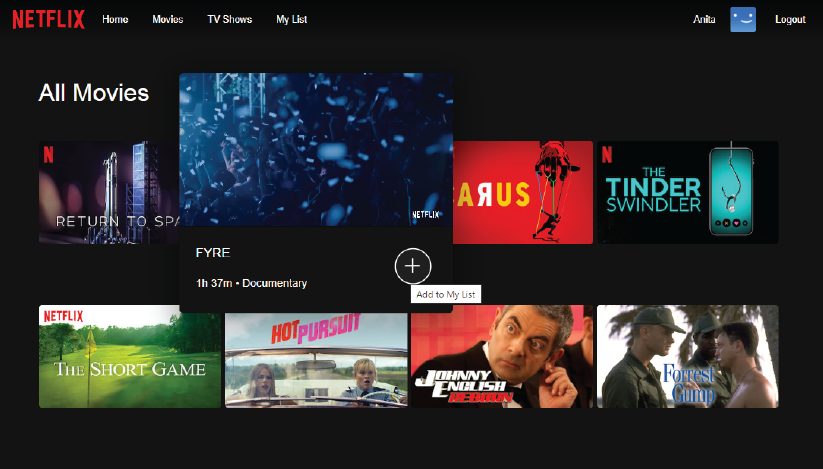 NETFLIX
Home
Movies
TV Shows
My List
Anita
Logout
All Movies
N
RETURN TO SPA
NETFLIX
FYRE
1h 37m • Documentary
Add to My List
ARUS
N
THE
TINDER
SWINDLER
NETFLIX
THE SHORT GAME
HOT PURSUIT
JOHNNY
ENGLISH
REBORN
Forrest
Gump